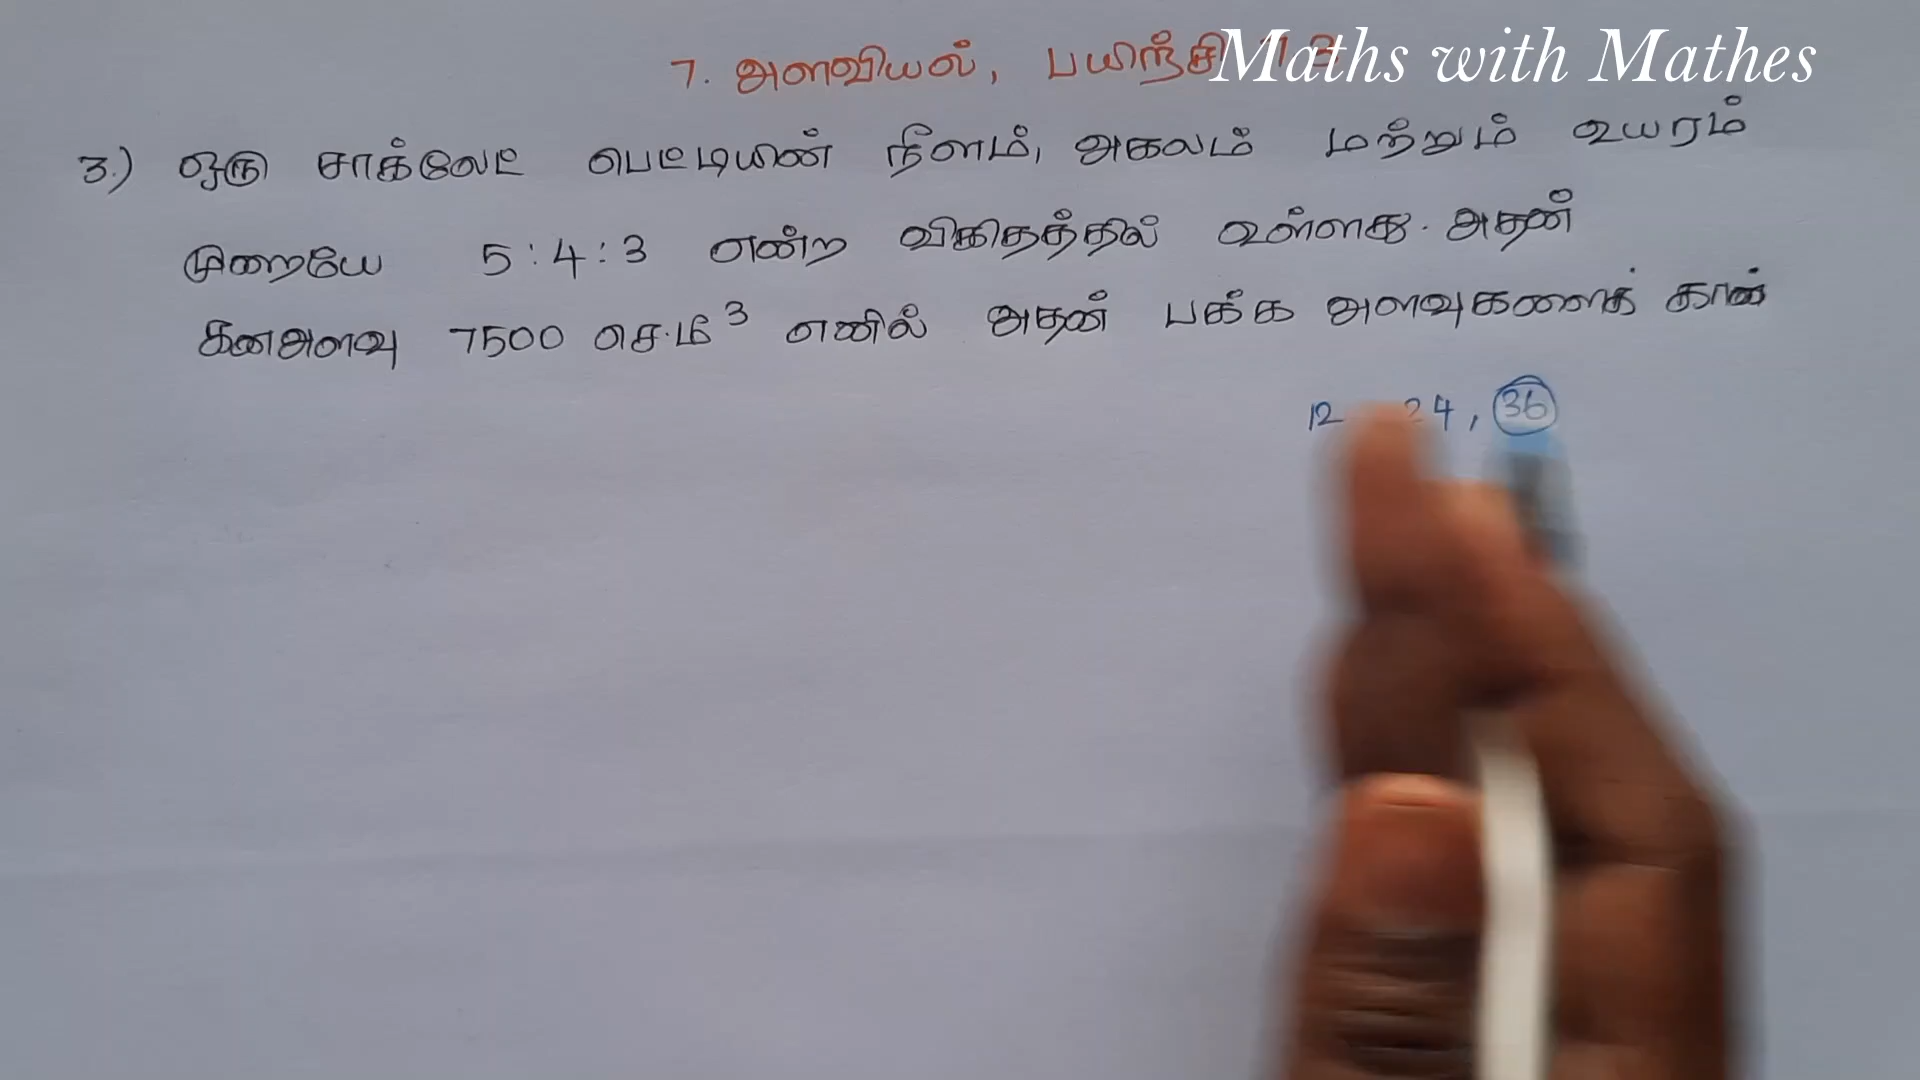 Maths with Mathes
7. அளவியல், பயிற்சி
3.) ஒரு சாக்லேட் பெட்டியின் நீளம், அகலம் மற்றும் உயரம்
முறையே 5:4:3 என்ற விகிதத்தில் உள்ளது. அதன்
கனஅளவு 7500 செ.மீ³ எனில் அதன் பக்க அளவுகளைக் காண்
12 24, 36